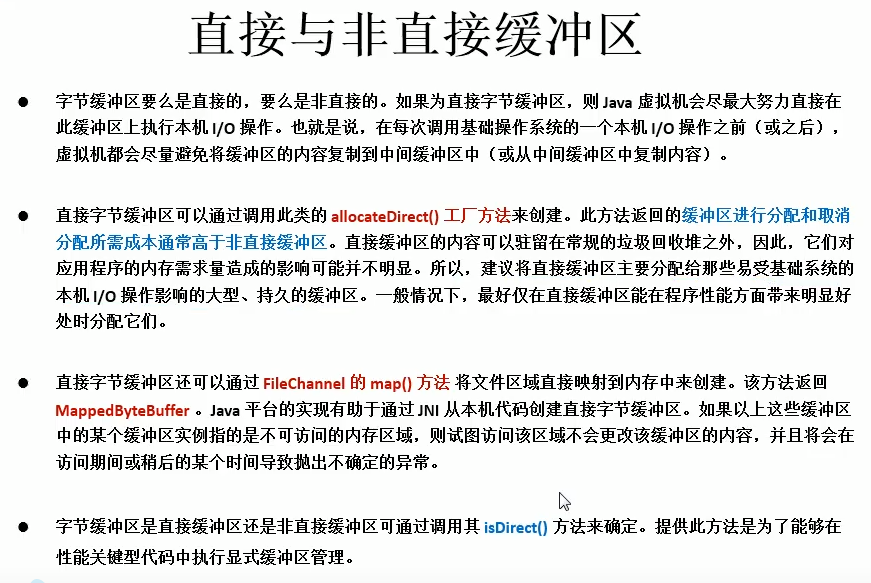 直接与非直接缓冲区
● 字节缓冲区要么是直接的，要么是非直接的。如果为直接字节缓冲区，则 Java 虚拟机会尽最大努力直接在
此缓冲区上执行本机 I/O 操作。也就是说，在每次调用基础操作系统的一个本机 I/O 操作之前（或之后），
虚拟机都会尽量避免将缓冲区的内容复制到中间缓冲区中（或从中间缓冲区中复制内容）。
● 直接字节缓冲区可以通过调用此类的 allocateDirect() 工厂方法来创建。此方法返回的缓冲区进行分配和取消
分配所需成本通常高于非直接缓冲区。直接缓冲区的内容可以驻留在常规的垃圾回收堆之外，因此，它们对
应用程序的内存需求量造成的影响可能并不明显。所以，建议将直接缓冲区主要分配给那些易受基础系统的
本机 I/O 操作影响的大型、持久的缓冲区。一般情况下，最好仅在直接缓冲区能在程序性能方面带来明显好
处时分配它们。
● 直接字节缓冲区还可以通过 FileChannel 的 map() 方法 将文件区域直接映射到内存中来创建。该方法返回
MappedByteBuffer 。Java 平台的实现有助于通过 JNI 从本机代码创建直接字节缓冲区。如果以上这些缓冲区
中的某个缓冲区实例指的是不可访问的内存区域，则试图访问该区域不会更改该缓冲区的内容，并且将会在
访问期间或稍后的某个时间导致抛出不确定的异常。
● 字节缓冲区是直接缓冲区还是非直接缓冲区可通过调用其 isDirect() 方法来确定。提供此方法是为了能够在
性能关键型代码中执行显式缓冲区管理。